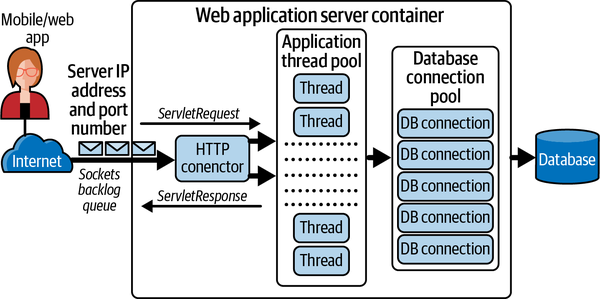 Mobile/web
app
Internet
Server IP
address
and port
number
Sockets
backlog
queue
Web application server container
ServletRequest
HTTP
conenctor
ServletResponse
Application
thread pool
Thread
Thread
Thread
Thread
Database
connection
pool
DB connection
DB connection
DB connection
DB connection
DB connection
Database